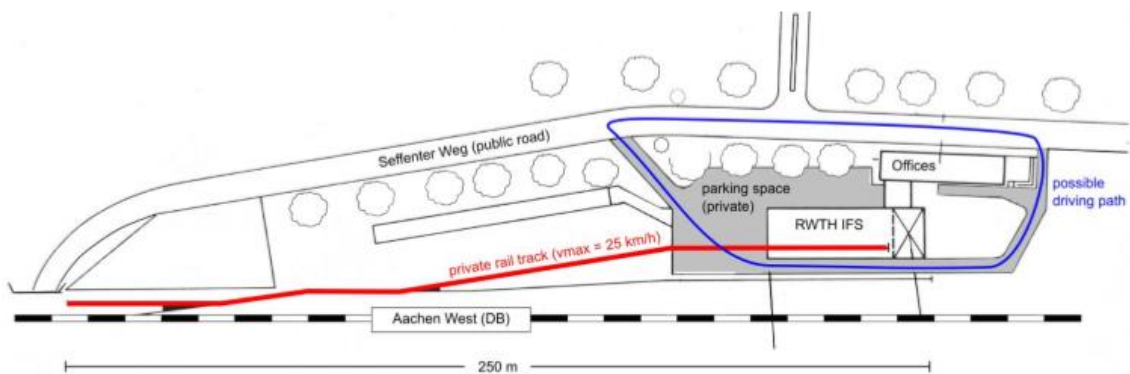 Seffenter Weg (public road)
Offices
parking space
(private)
possible
driving path
RWTH IFS
private rail track (vmax = 25 km/h)
Aachen West (DB)
250 m